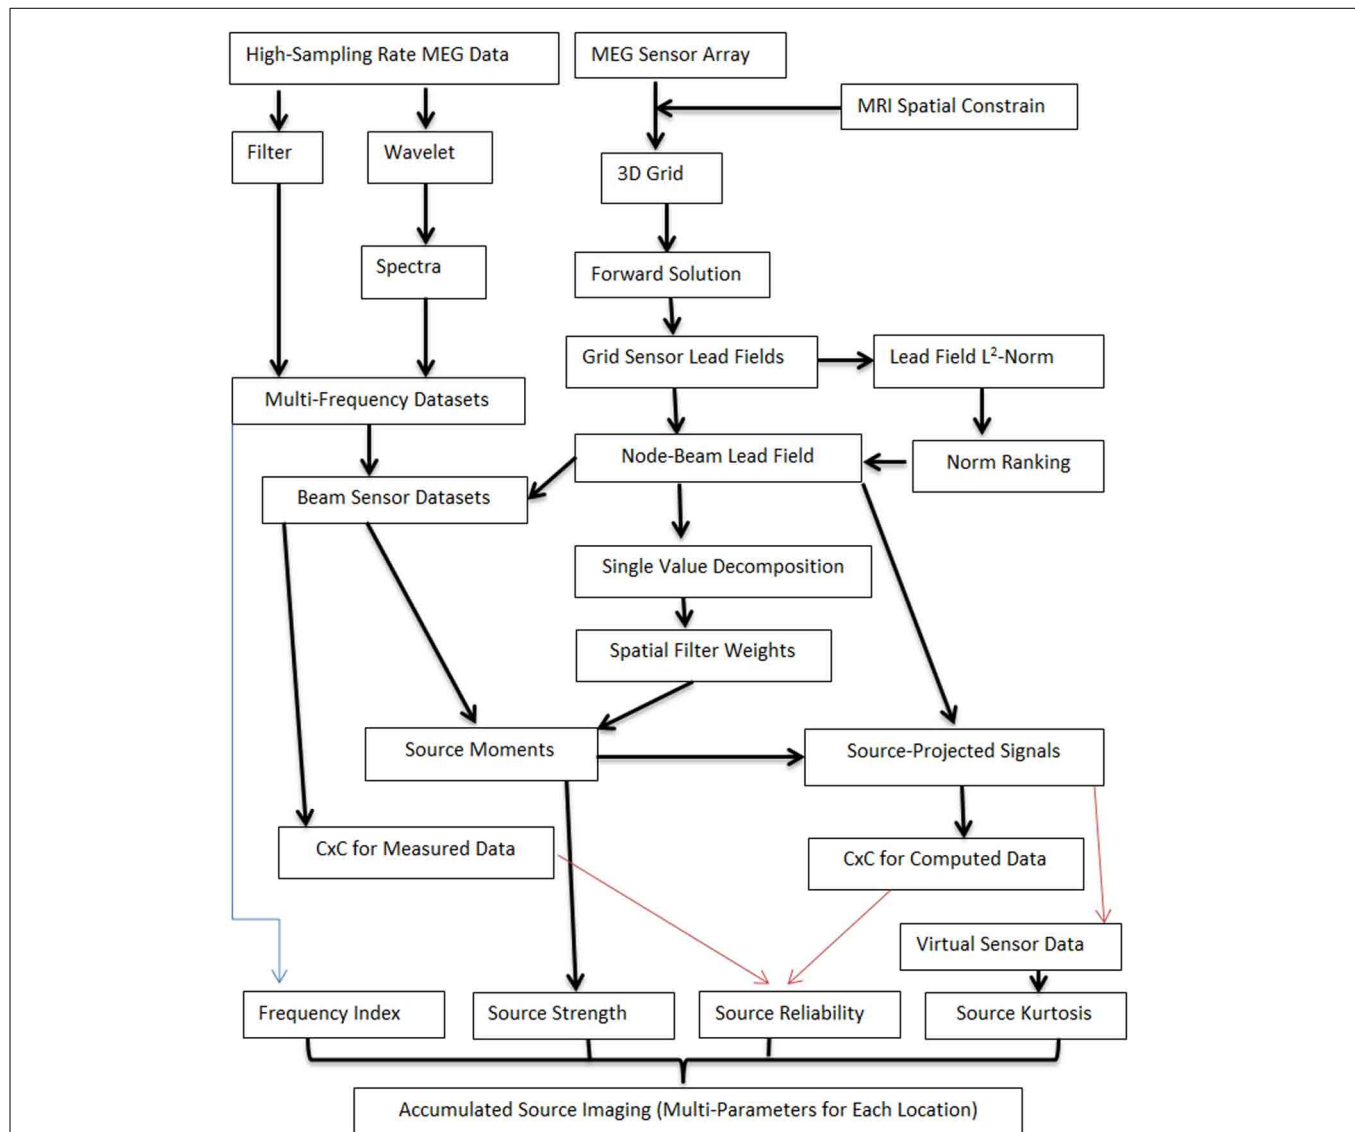 High-Sampling Rate MEG Data
MEG Sensor Array
MRI Spatial Constrain
Filter
Wavelet
3D Grid
Spectra
Forward Solution
Grid Sensor Lead Fields
Lead Field L²-Norm
Multi-Frequency Datasets
Node-Beam Lead Field
Norm Ranking
Beam Sensor Datasets
Single Value Decomposition
Spatial Filter Weights
Source Moments
Source-Projected Signals
CxC for Measured Data
CxC for Computed Data
Virtual Sensor Data
Frequency Index
Source Strength
Source Reliability
Source Kurtosis
Accumulated Source Imaging (Multi-Parameters for Each Location)